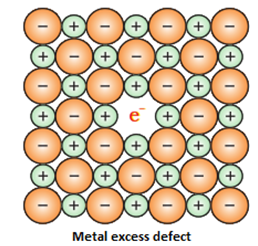 − + − + − + −
+ − + − + − +
− + − + − + −
+ − + e⁻ + − +
− + − + − + −
+ − + − + − +
− + − + − + −
Metal excess defect